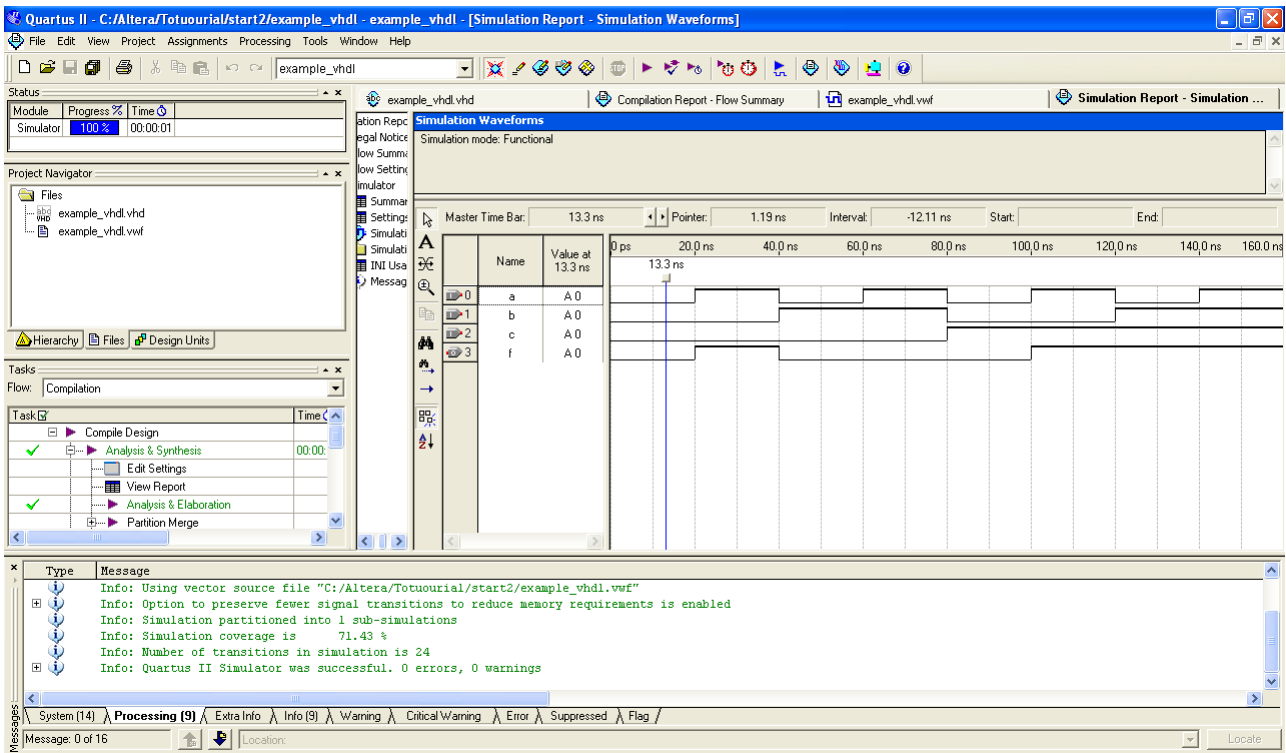 Quartus II - C:/Altera/Totuourial/start2/example_vhdl - example_vhdl - [Simulation Report - Simulation Waveforms]
File Edit View Project Assignments Processing Tools Window Help
example_vhdl
Status
Module Progress % Time
Simulator 100 % 00:00:01
Project Navigator
Files
example_vhdl.vhd
example_vhdl.vwf
Hierarchy Files Design Units
Tasks
Flow: Compilation
Task Time
Compile Design
Analysis & Synthesis 00:00:
Edit Settings
View Report
Analysis & Elaboration
Partition Merge
example_vhdl.vhd Compilation Report - Flow Summary example_vhdl.vwf Simulation Report - Simulation ...
ation Repc
egal Notice
low Summa
low Setting
imulator
Summar
Settings
Simulati
Simulati
INI Usa
Messag
Simulation Waveforms
Simulation mode: Functional
Master Time Bar: 13.3 ns Pointer: 1.19 ns Interval: -12.11 ns Start: End:
Name Value at 13.3 ns
0 ps 20.0 ns 40.0 ns 60.0 ns 80.0 ns 100.0 ns 120.0 ns 140.0 ns 160.0 ns
13.3 ns
0 a A 0
1 b A 0
2 c A 0
3 f A 0
Type Message
Info: Using vector source file "C:/Altera/Totuourial/start2/example_vhdl.vwf"
Info: Option to preserve fewer signal transitions to reduce memory requirements is enabled
Info: Simulation partitioned into 1 sub-simulations
Info: Simulation coverage is 71.43 %
Info: Number of transitions in simulation is 24
Info: Quartus II Simulator was successful. 0 errors, 0 warnings
System (14) Processing (9) Extra Info Info (9) Warning Critical Warning Error Suppressed Flag
Messages
Message: 0 of 16 Location: Locate